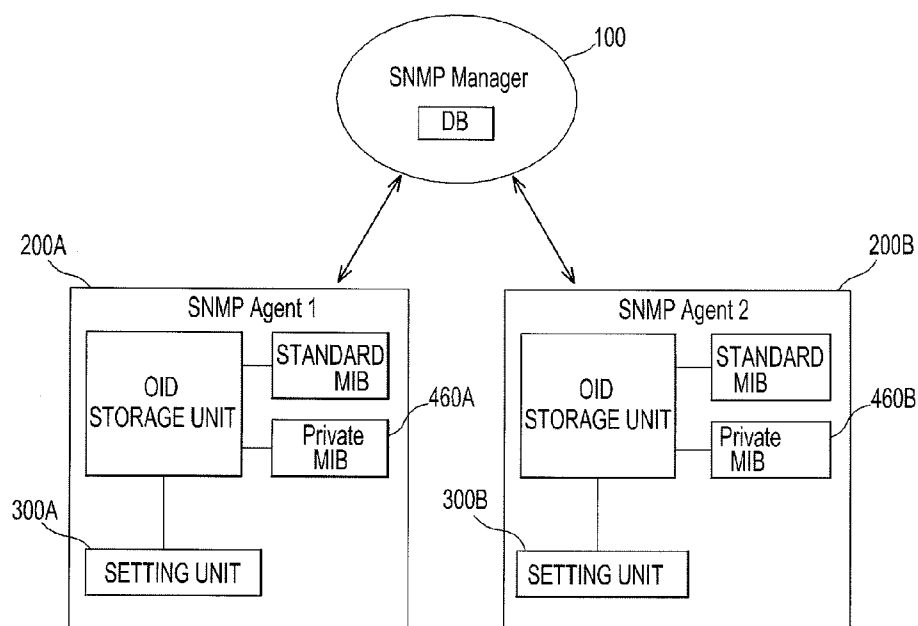 100
SNMP Manager
DB
200A
200B
SNMP Agent 1
OID
STORAGE UNIT
STANDARD
MIB
460A
Private
MIB
300A
SETTING UNIT
SNMP Agent 2
OID
STORAGE UNIT
STANDARD
MIB
460B
Private
MIB
300B
SETTING UNIT